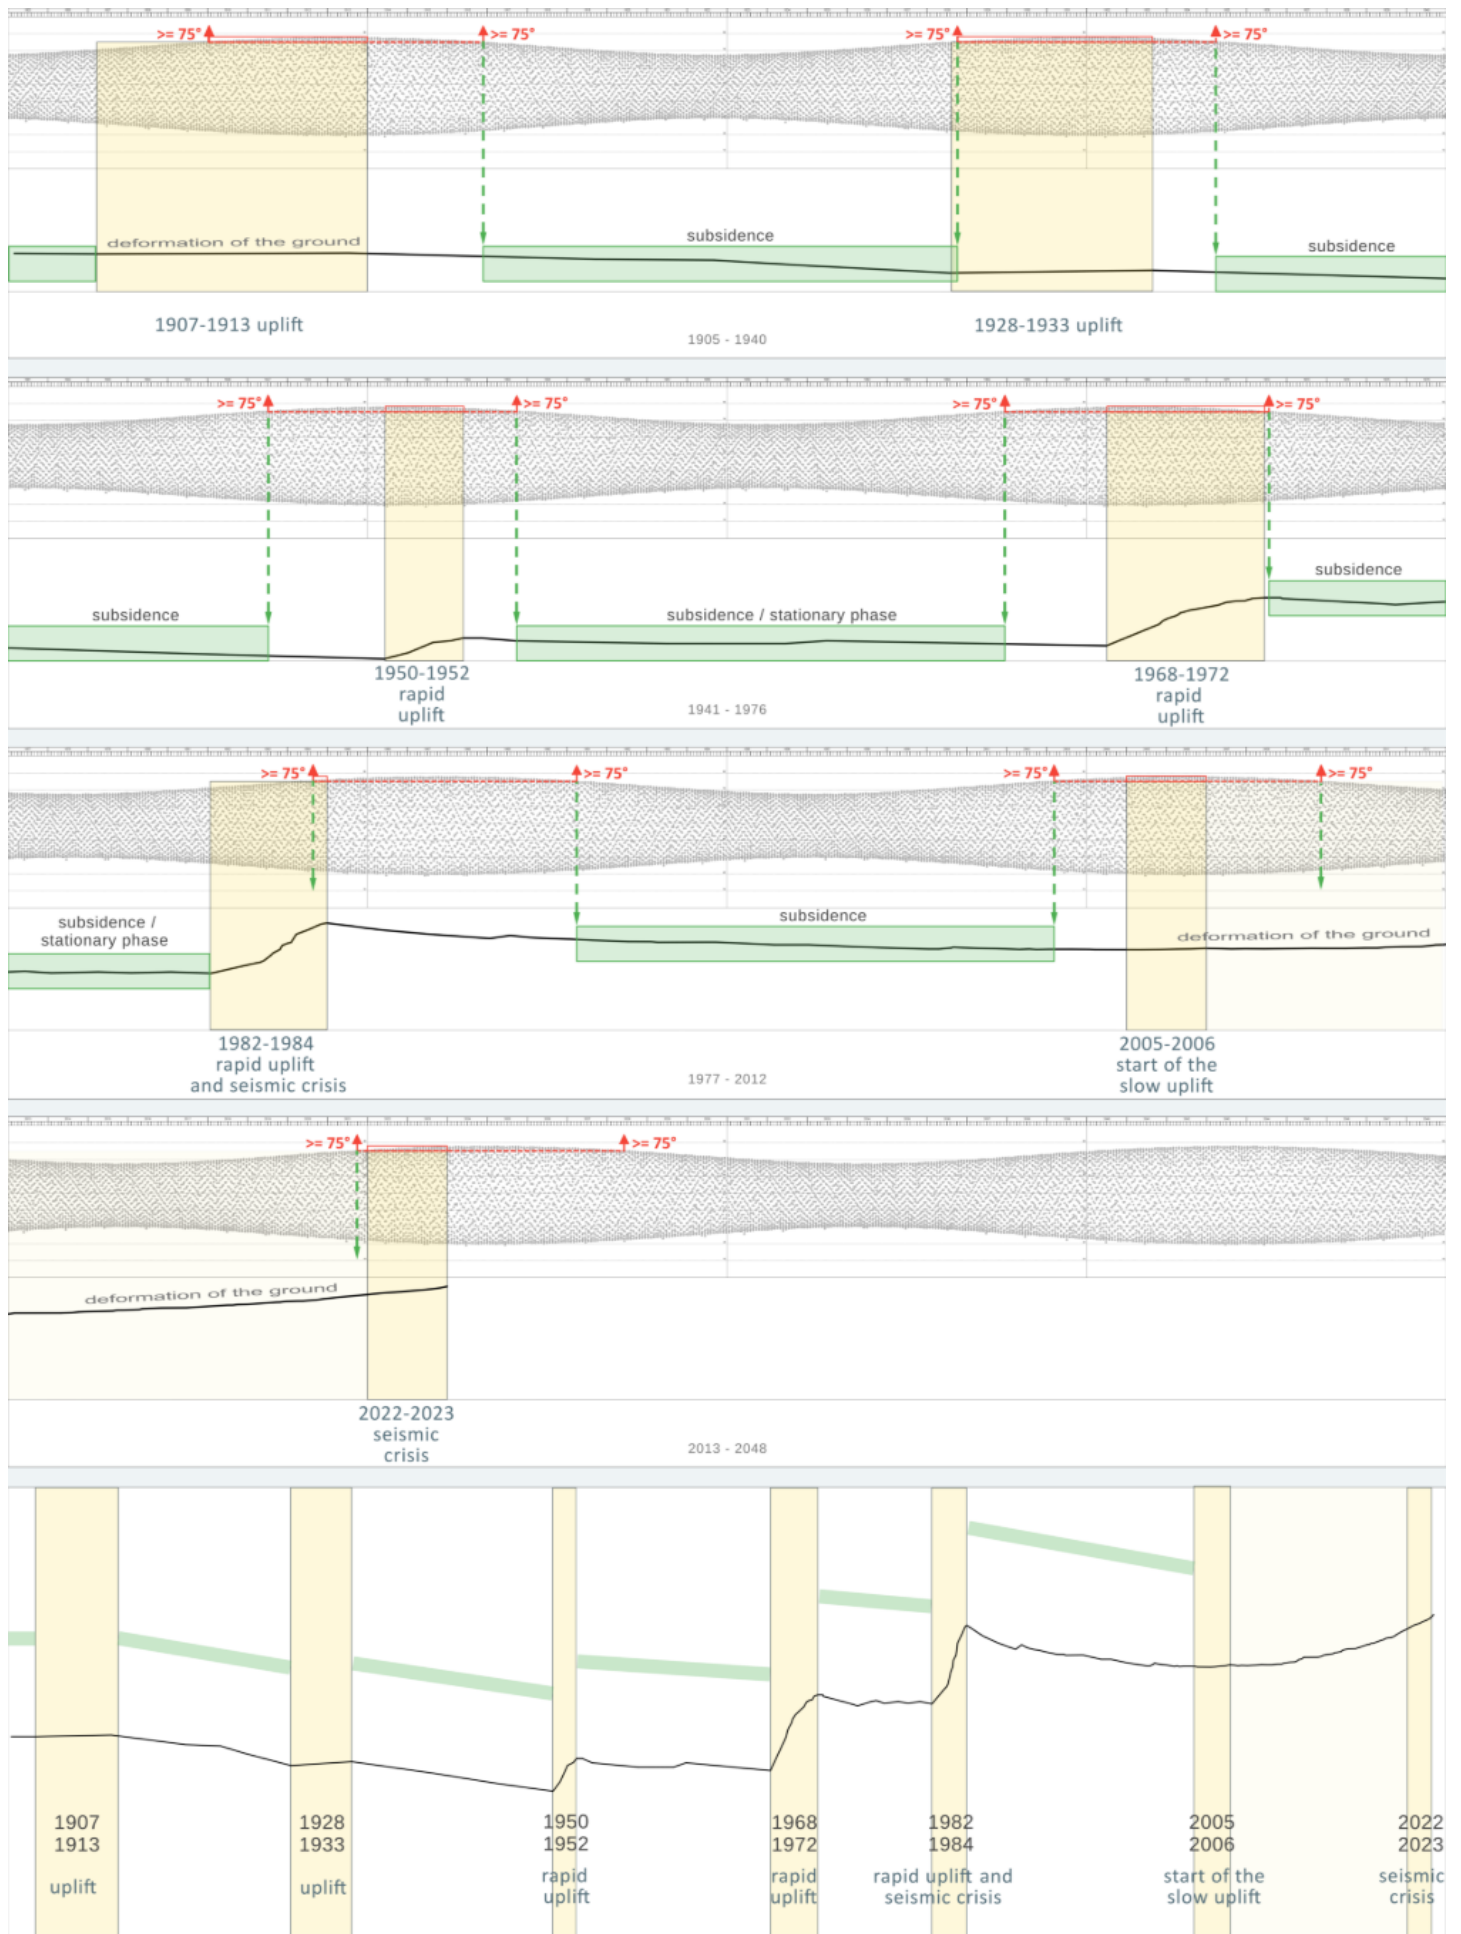 >= 75° >= 75° >= 75° >= 75°
deformation of the ground
subsidence
subsidence
1907-1913 uplift
1928-1933 uplift
1905 - 1940
>= 75° >= 75° >= 75° >= 75°
subsidence
subsidence
subsidence / stationary phase
1950-1952
rapid
uplift
1968-1972
rapid
uplift
1941 - 1976
>= 75° >= 75° >= 75° >= 75°
subsidence /
stationary phase
subsidence
deformation of the ground
1982-1984
rapid uplift
and seismic crisis
2005-2006
start of the
slow uplift
1977 - 2012
>= 75° >= 75°
deformation of the ground
2022-2023
seismic
crisis
2013 - 2048
1907
1913
uplift
1928
1933
uplift
1950
1952
rapid
uplift
1968
1972
rapid
uplift
1982
1984
rapid uplift and
seismic crisis
2005
2006
start of the
slow uplift
2022
2023
seismic
crisis